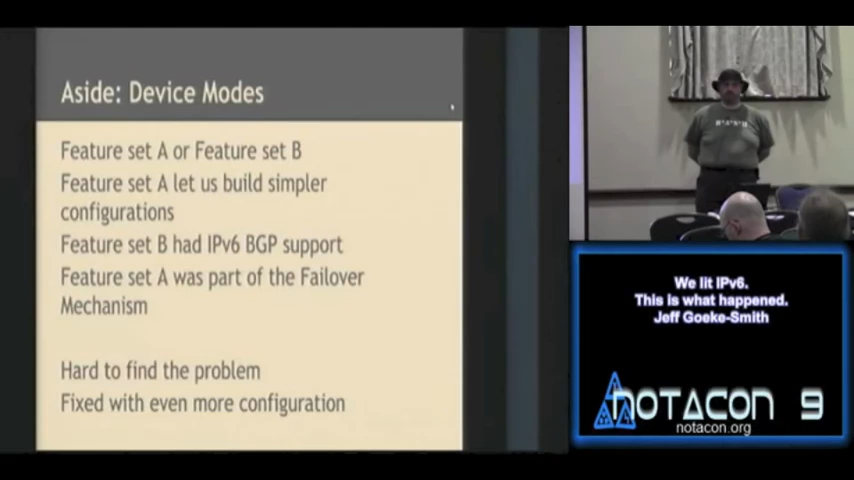 Aside: Device Modes
Feature set A or Feature set B
Feature set A let us build simpler
configurations
Feature set B had IPv6 BGP support
Feature set A was part of the Failover
Mechanism
Hard to find the problem
Fixed with even more configuration
We lit IPv6.
This is what happened.
Jeff Goeke-Smith
NOTACON 9
notacon.org